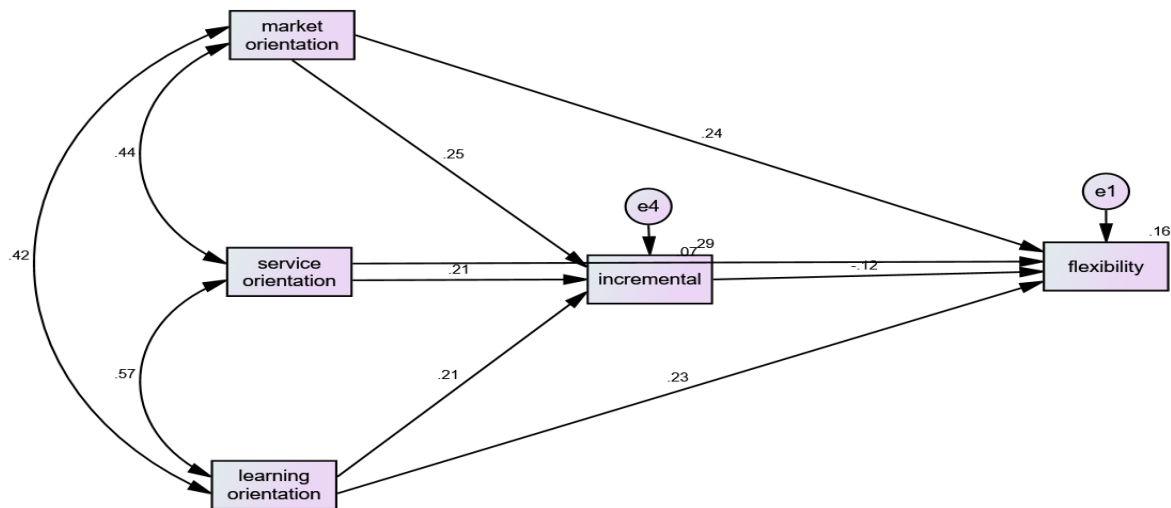 market
orientation
.24
.44
.25
e4
e1
.16
.42
service
orientation
.21
.07
.29
incremental
-.12
flexibility
.57
.21
.23
learning
orientation